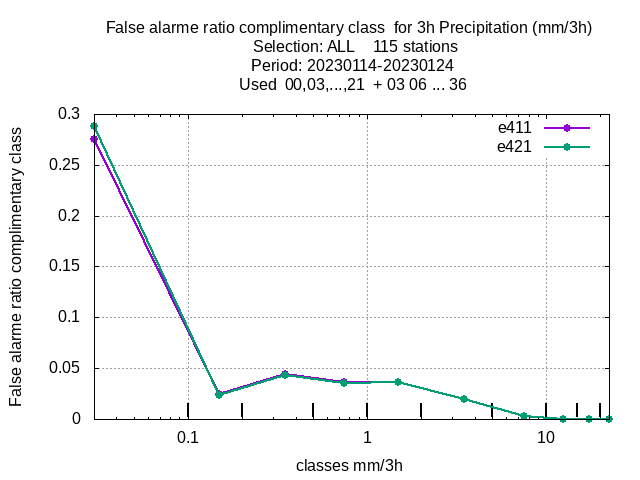 False alarme ratio complimentary class  for 3h Precipitation (mm/3h)
Selection: ALL    115 stations
Period: 20230114-20230124
Used  00,03,...,21  + 03 06 ... 36
e411
e421
False alarme ratio complimentary class
0.3
0.25
0.2
0.15
0.1
0.05
0
0.1
1
10
classes mm/3h